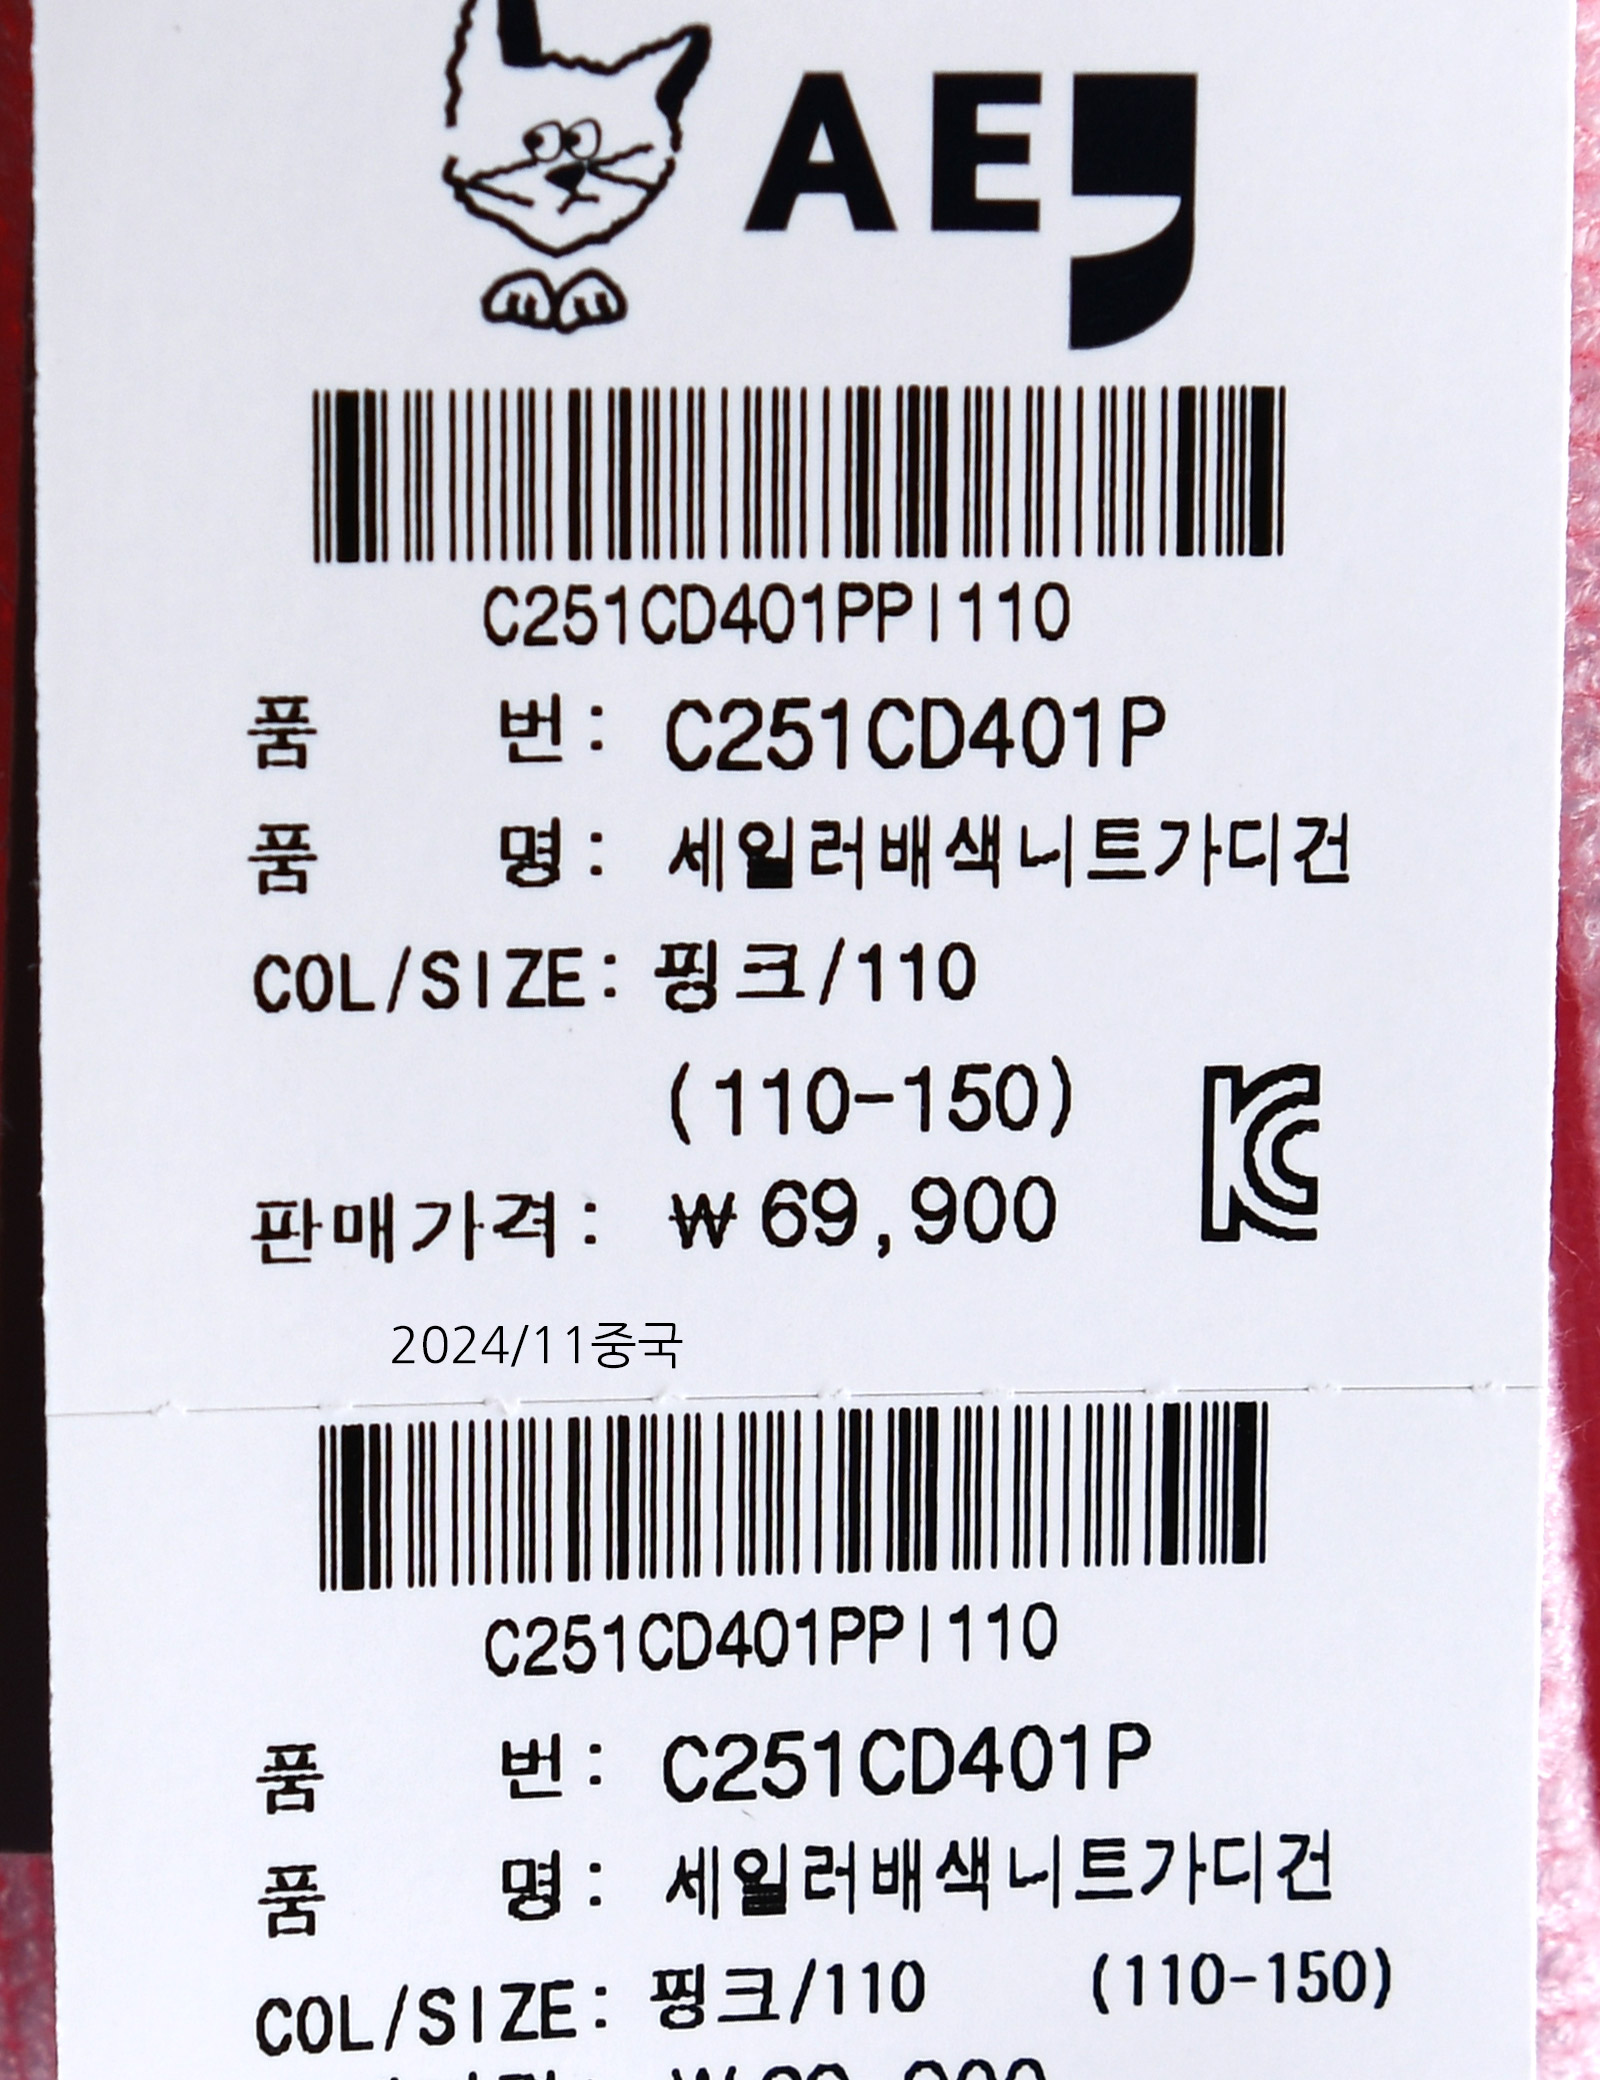 AE
C251CD401PPI110
품 번: C251CD401P
품 명: 세일러배색니트가디건
COL/SIZE: 핑크/110
(110-150)
판매가격: ₩69,900
2024/11중국
C251CD401PPI110
품 번: C251CD401P
품 명: 세일러배색니트가디건
COL/SIZE: 핑크/110 (110-150)